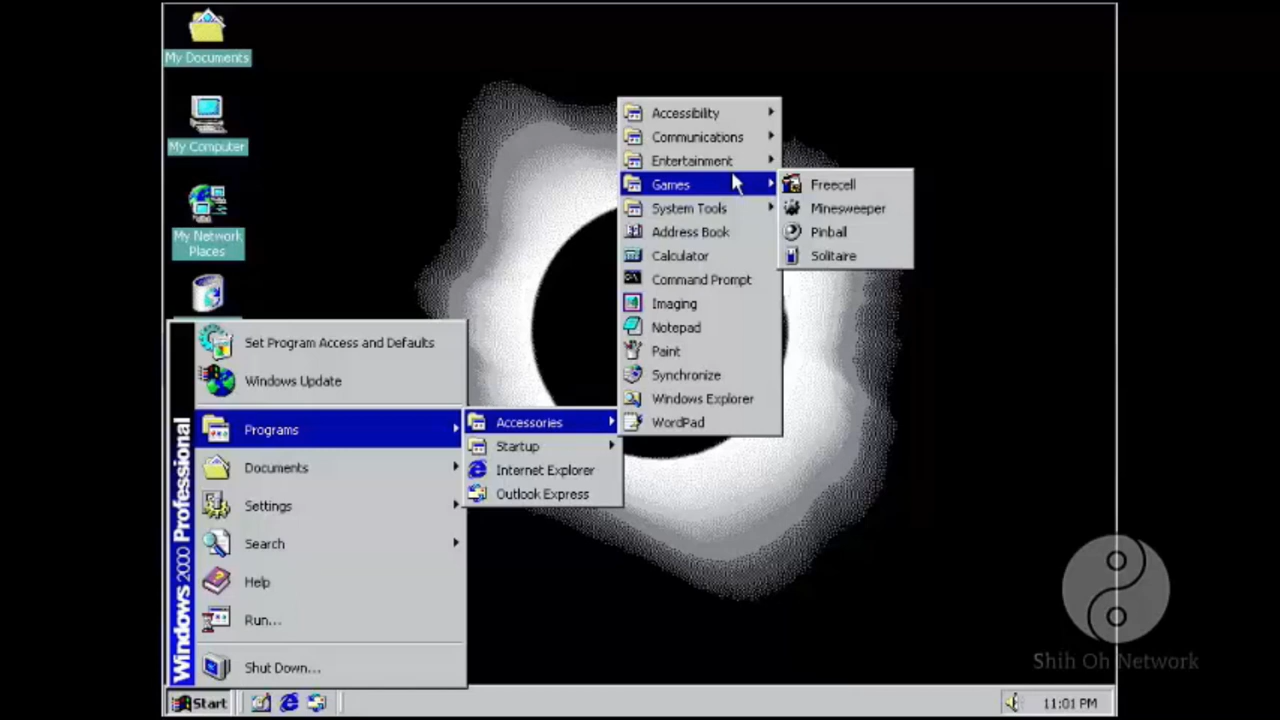 My Documents
My Computer
My Network
Places
Set Program Access and Defaults
Windows Update
Programs
Documents
Settings
Search
Help
Run...
Shut Down...
Windows 2000 Professional
Accessories
Startup
Internet Explorer
Outlook Express
Accessibility
Communications
Entertainment
Games
System Tools
Address Book
Calculator
Command Prompt
Imaging
Notepad
Paint
Synchronize
Windows Explorer
WordPad
Freecell
Minesweeper
Pinball
Solitaire
Shih Oh Network
Start
11:01 PM